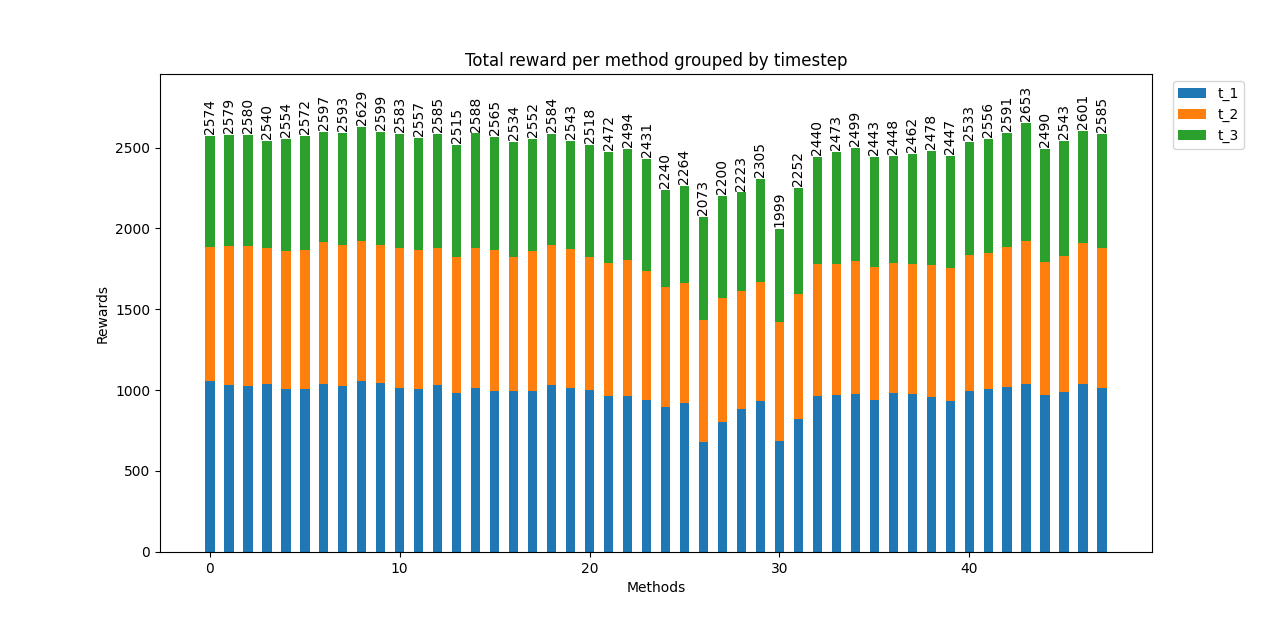 Total reward per method grouped by timestep
t_1
t_2
t_3
2574 2579 2580 2540 2554 2572 2597 2593 2629 2599 2583 2557 2585 2515 2588 2565 2534 2552 2584 2543 2518 2472 2494 2431 2240 2264 2073 2200 2223 2305 1999 2252 2440 2473 2499 2443 2448 2462 2478 2447 2533 2556 2591 2653 2490 2543 2601 2585
2500
2000
1500
1000
500
0
Rewards
0 10 20 30 40
Methods